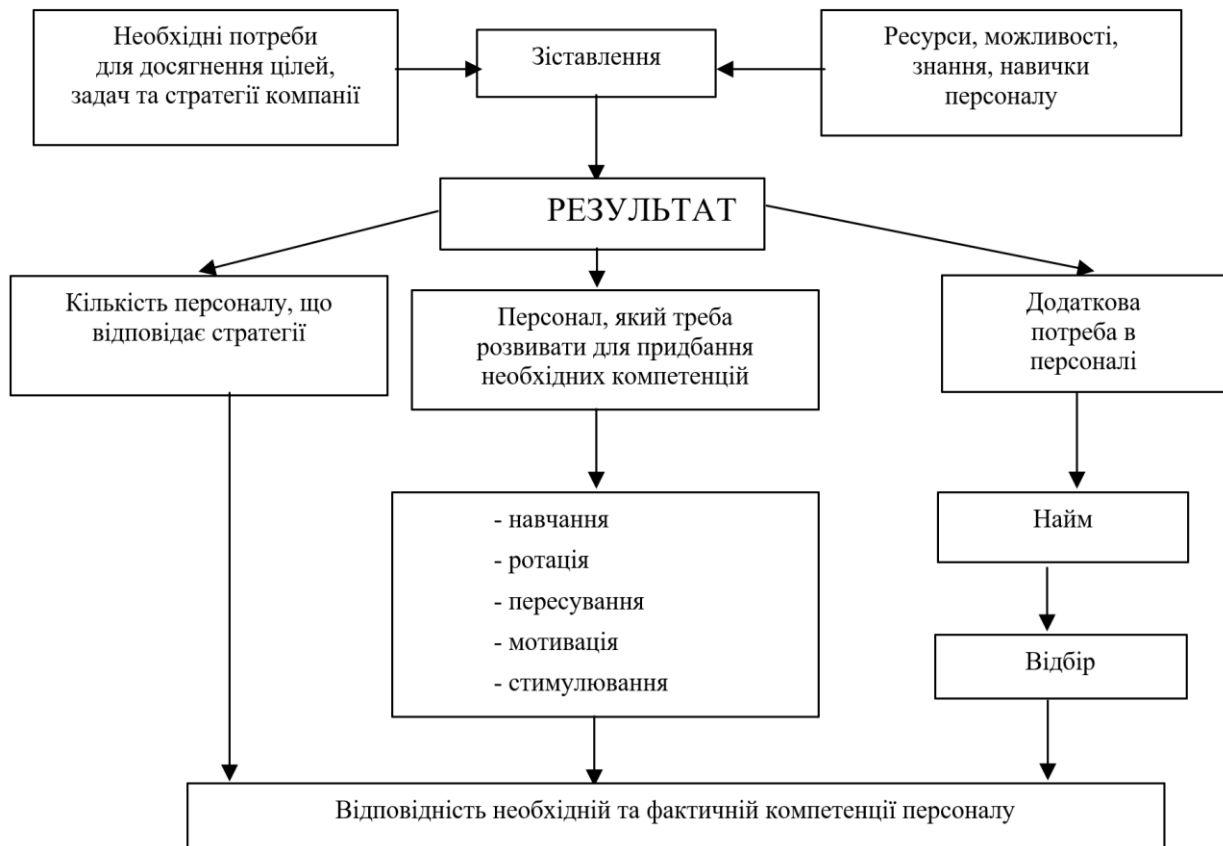 Необхідні потреби
для досягнення цілей,
задач та стратегії компанії
Зіставлення
Ресурси, можливості,
знання, навички
персоналу
РЕЗУЛЬТАТ
Кількість персоналу, що
відповідає стратегії
Персонал, який треба
розвивати для придбання
необхідних компетенцій
Додаткова
потреба в
персоналі
- навчання
- ротація
- пересування
- мотивація
- стимулювання
Найм
Відбір
Відповідність необхідній та фактичній компетенції персоналу